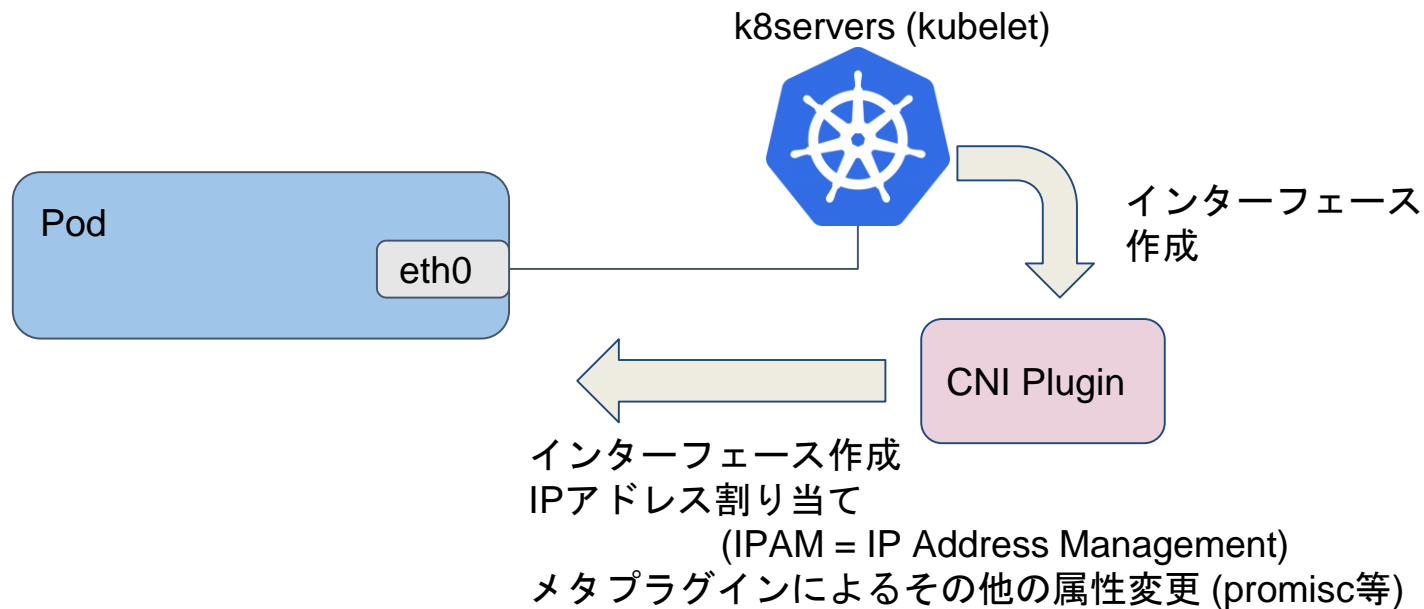 k8servers (kubelet)
Pod
eth0
インターフェース
作成
CNI Plugin
インターフェース作成
IPアドレス割り当て
(IPAM = IP Address Management)
メタプラグインによるその他の属性変更 (promisc等)